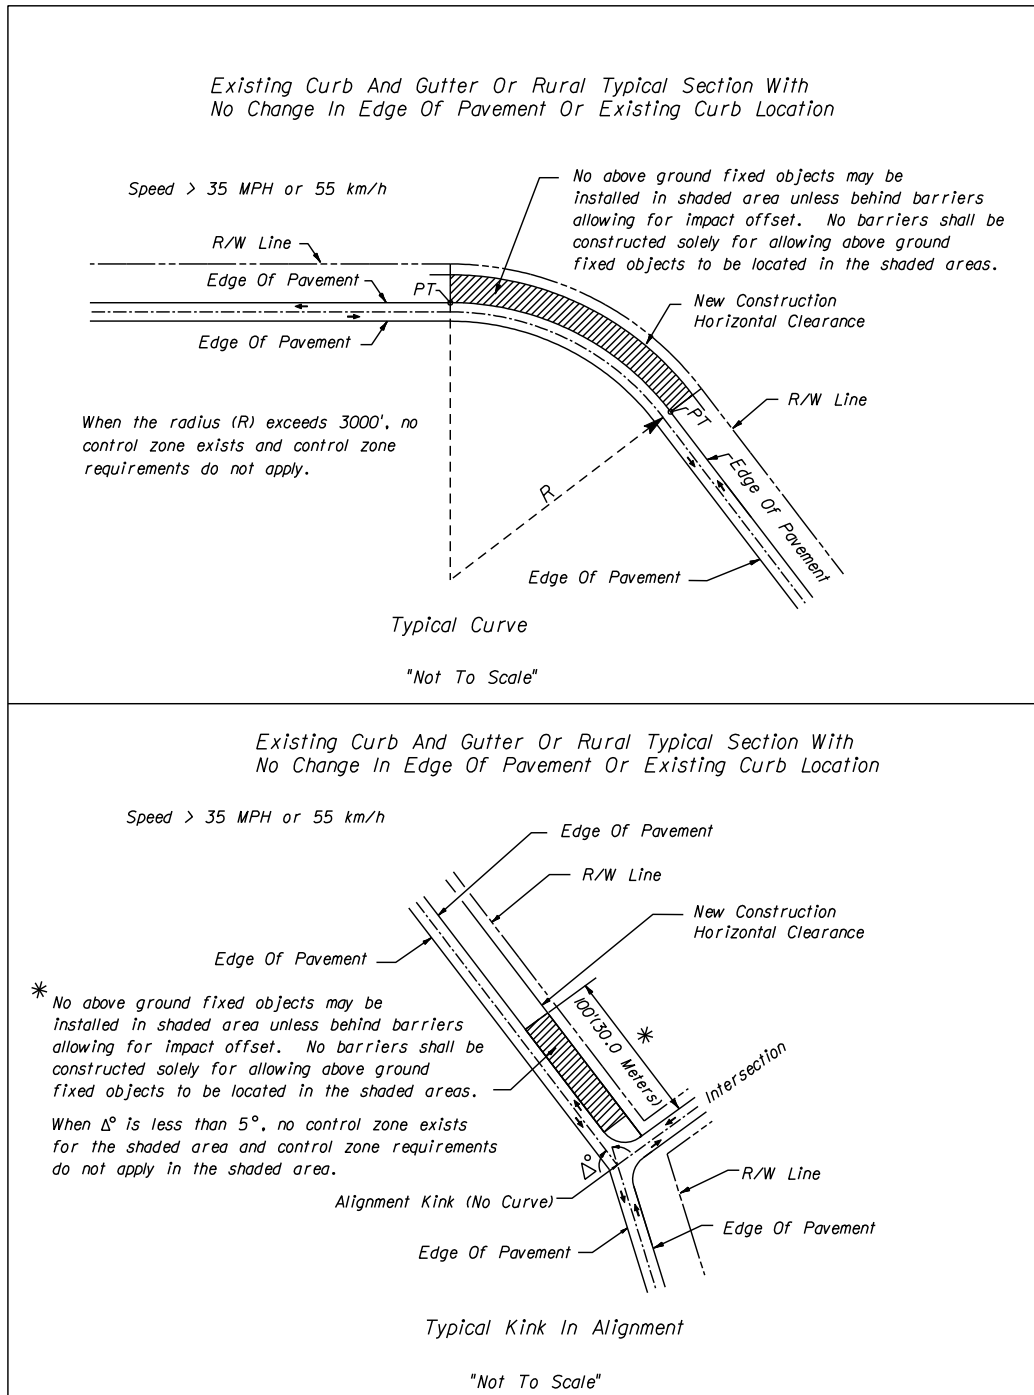 Existing Curb And Gutter Or Rural Typical Section With
No Change In Edge Of Pavement Or Existing Curb Location
Speed > 35 MPH or 55 km/h
No above ground fixed objects may be
installed in shaded area unless behind barriers
allowing for impact offset. No barriers shall be
constructed solely for allowing above ground
fixed objects to be located in the shaded areas.
R/W Line
Edge Of Pavement
PT
New Construction
Horizontal Clearance
Edge Of Pavement
R/W Line
PT
When the radius (R) exceeds 3000', no
control zone exists and control zone
requirements do not apply.
Edge Of Pavement
R
Edge Of Pavement
Typical Curve
"Not To Scale"
Existing Curb And Gutter Or Rural Typical Section With
No Change In Edge Of Pavement Or Existing Curb Location
Speed > 35 MPH or 55 km/h
Edge Of Pavement
R/W Line
New Construction
Horizontal Clearance
Edge Of Pavement
* No above ground fixed objects may be
installed in shaded area unless behind barriers
allowing for impact offset. No barriers shall be
constructed solely for allowing above ground
fixed objects to be located in the shaded areas.
100'(30.0 Meters)
*
Intersection
When Δ° is less than 5°, no control zone exists
for the shaded area and control zone requirements
do not apply in the shaded area.
Δ°
R/W Line
Alignment Kink (No Curve)
Edge Of Pavement
Edge Of Pavement
Typical Kink In Alignment
"Not To Scale"